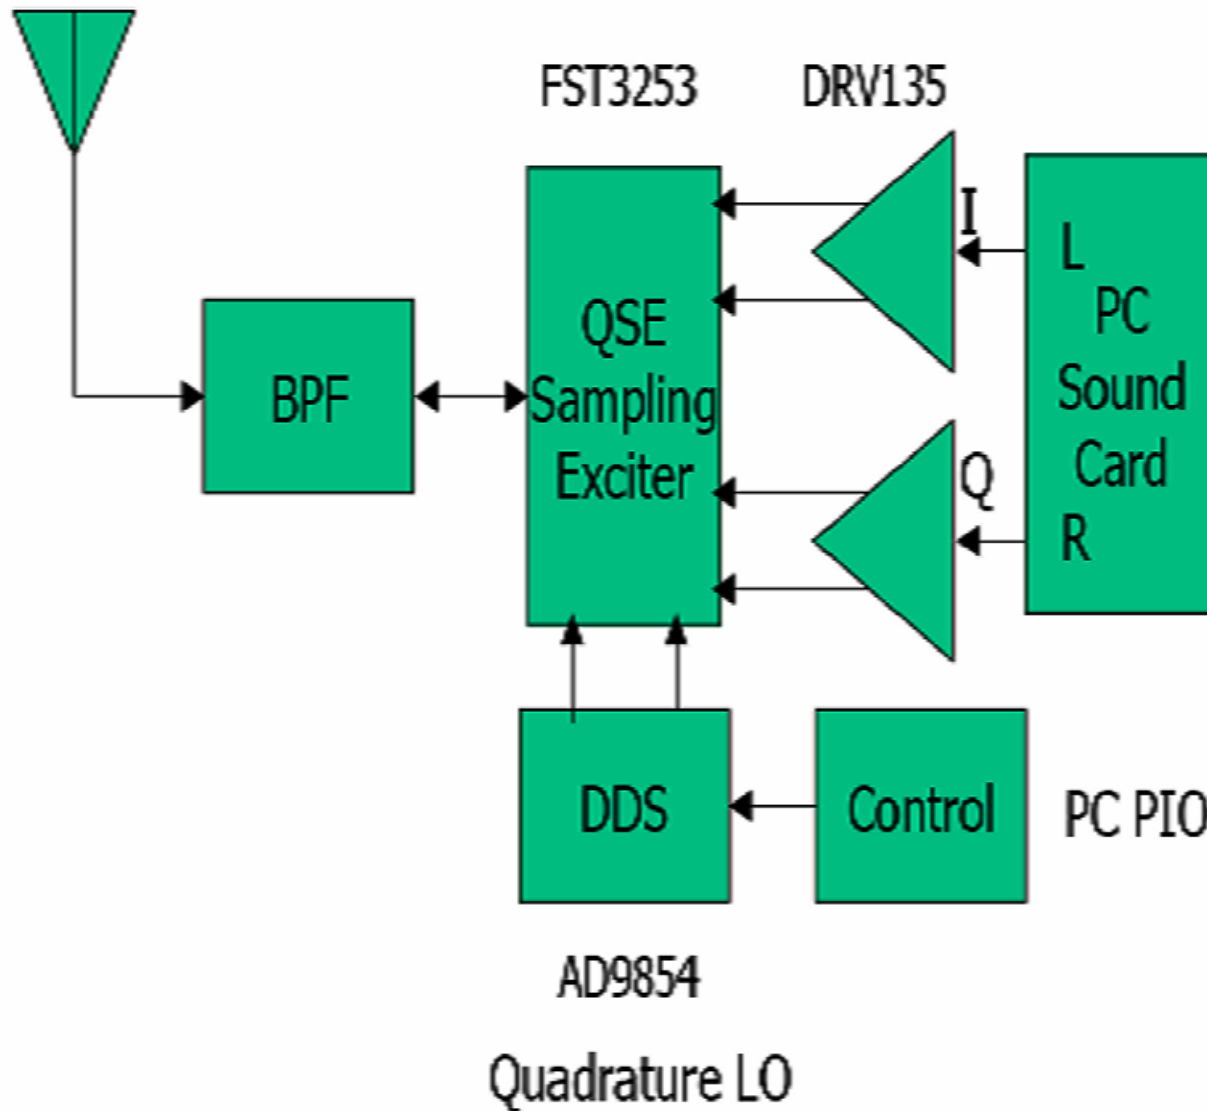 FST3253
DRV135
I
L
PC
Sound
Card
R
Q
QSE
Sampling
Exciter
BPF
DDS
Control
PC PIO
AD9854
Quadrature LO